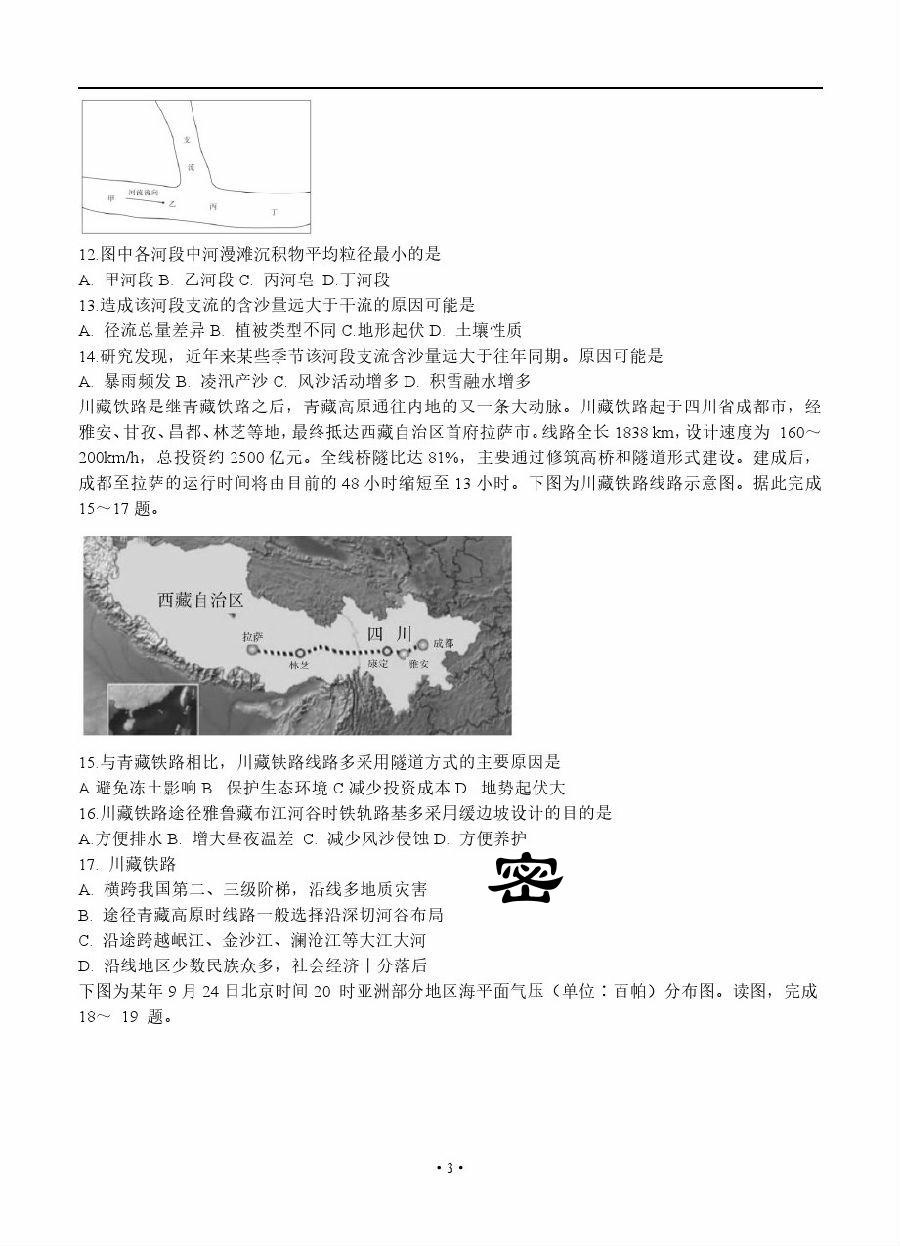 支
流
甲
河流流向
乙
丙
丁
12.图中各河段中河漫滩沉积物平均粒径最小的是
A. 甲河段 B. 乙河段 C. 丙河皂 D.丁河段
13.造成该河段支流的含沙量远大于干流的原因可能是
A. 径流总量差异 B. 植被类型不同 C.地形起伏 D. 土壤性质
14.研究发现，近年来某些季节该河段支流含沙量远大于往年同期。原因可能是
A. 暴雨频发 B. 凌汛产沙 C. 风沙活动增多 D. 积雪融水增多
川藏铁路是继青藏铁路之后，青藏高原通往内地的又一条大动脉。川藏铁路起于四川省成都市，经
雅安、甘孜、昌都、林芝等地，最终抵达西藏自治区首府拉萨市。线路全长 1838 km，设计速度为 160～
200km/h，总投资约 2500 亿元。全线桥隧比达 81%，主要通过修筑高桥和隧道形式建设。建成后，
成都至拉萨的运行时间将由目前的 48 小时缩短至 13 小时。下图为川藏铁路线路示意图。据此完成
15～17 题。
西藏自治区
拉萨
林芝
四 川
康定
雅安
成都
15.与青藏铁路相比，川藏铁路线路多采用隧道方式的主要原因是
A.避免冻土影响 B. 保护生态环境 C.减少投资成本 D. 地势起伏大
16.川藏铁路途径雅鲁藏布江河谷时铁轨路基多采用缓边坡设计的目的是
A.方便排水 B. 增大昼夜温差 C. 减少风沙侵蚀 D. 方便养护
17. 川藏铁路
A. 横跨我国第二、三级阶梯，沿线多地质灾害
B. 途径青藏高原时线路一般选择沿深切河谷布局
C. 沿途跨越岷江、金沙江、澜沧江等大江大河
D. 沿线地区少数民族众多，社会经济丨分落后
密
下图为某年 9 月 24 日北京时间 20 时亚洲部分地区海平面气压（单位：百帕）分布图。读图，完成
18～ 19 题。
·3·